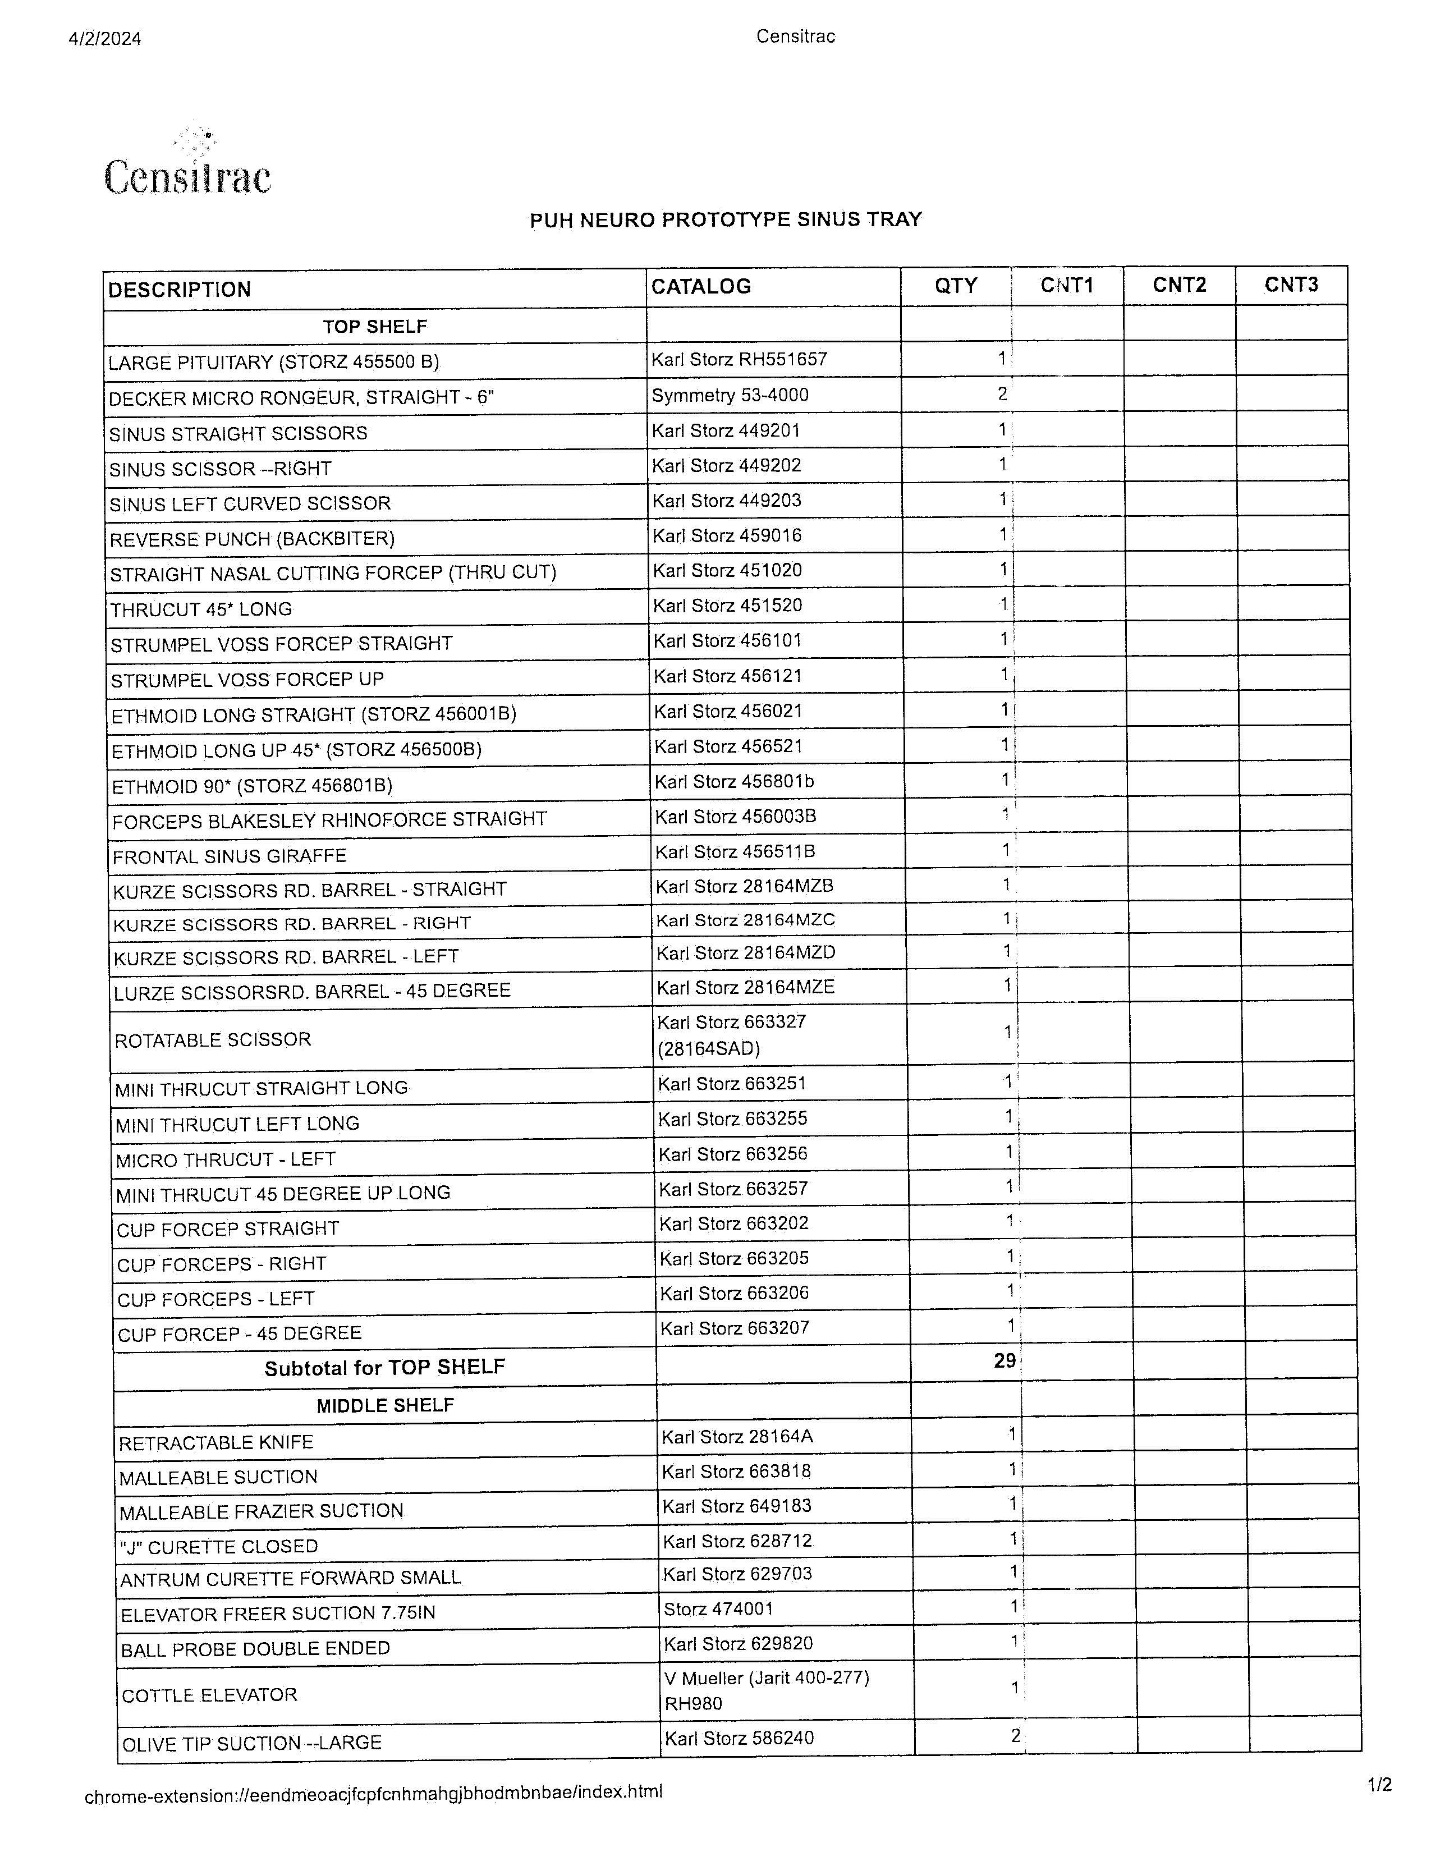 4/2/2024 Censitrac
Censitrac
PUH NEURO PROTOTYPE SINUS TRAY
DESCRIPTION CATALOG QTY CNT1 CNT2 CNT3
TOP SHELF
LARGE PITUITARY (STORZ 455500 B) Karl Storz RH551657 1
DECKER MICRO RONGEUR, STRAIGHT - 6" Symmetry 53-4000 2
SINUS STRAIGHT SCISSORS Karl Storz 449201 1
SINUS SCISSOR --RIGHT Karl Storz 449202 1
SINUS LEFT CURVED SCISSOR Karl Storz 449203 1
REVERSE PUNCH (BACKBITER) Karl Storz 459016 1
STRAIGHT NASAL CUTTING FORCEP (THRU CUT) Karl Storz 451020 1
THRUCUT 45* LONG Karl Storz 451520 1
STRUMPEL VOSS FORCEP STRAIGHT Karl Storz 456101 1
STRUMPEL VOSS FORCEP UP Karl Storz 456121 1
ETHMOID LONG STRAIGHT (STORZ 456001B) Karl Storz 456021 1
ETHMOID LONG UP 45* (STORZ 456500B) Karl Storz 456521 1
ETHMOID 90* (STORZ 456801B) Karl Storz 456801b 1
FORCEPS BLAKESLEY RHINOFORCE STRAIGHT Karl Storz 456003B 1
FRONTAL SINUS GIRAFFE Karl Storz 456511B 1
KURZE SCISSORS RD. BARREL - STRAIGHT Karl Storz 28164MZB 1
KURZE SCISSORS RD. BARREL - RIGHT Karl Storz 28164MZC 1
KURZE SCISSORS RD. BARREL - LEFT Karl Storz 28164MZD 1
LURZE SCISSORSRD. BARREL - 45 DEGREE Karl Storz 28164MZE 1
ROTATABLE SCISSOR Karl Storz 663327 1
(28164SAD)
MINI THRUCUT STRAIGHT LONG Karl Storz 663251 1
MINI THRUCUT LEFT LONG Karl Storz 663255 1
MICRO THRUCUT - LEFT Karl Storz 663256 1
MINI THRUCUT 45 DEGREE UP LONG Karl Storz 663257 1
CUP FORCEP STRAIGHT Karl Storz 663202 1
CUP FORCEPS - RIGHT Karl Storz 663205 1
CUP FORCEPS - LEFT Karl Storz 663206 1
CUP FORCEP - 45 DEGREE Karl Storz 663207 1
Subtotal for TOP SHELF 29
MIDDLE SHELF
RETRACTABLE KNIFE Karl Storz 28164A 1
MALLEABLE SUCTION Karl Storz 663818 1
MALLEABLE FRAZIER SUCTION Karl Storz 649183 1
"J" CURETTE CLOSED Karl Storz 628712 1
ANTRUM CURETTE FORWARD SMALL Karl Storz 629703 1
ELEVATOR FREER SUCTION 7.75IN Storz 474001 1
BALL PROBE DOUBLE ENDED Karl Storz 629820 1
COTTLE ELEVATOR V Mueller (Jarit 400-277) 1
RH980
OLIVE TIP SUCTION --LARGE Karl Storz 586240 2
chrome-extension://eendmeoacjfcpfcnhmahgjbhodmbnbae/index.html 1/2